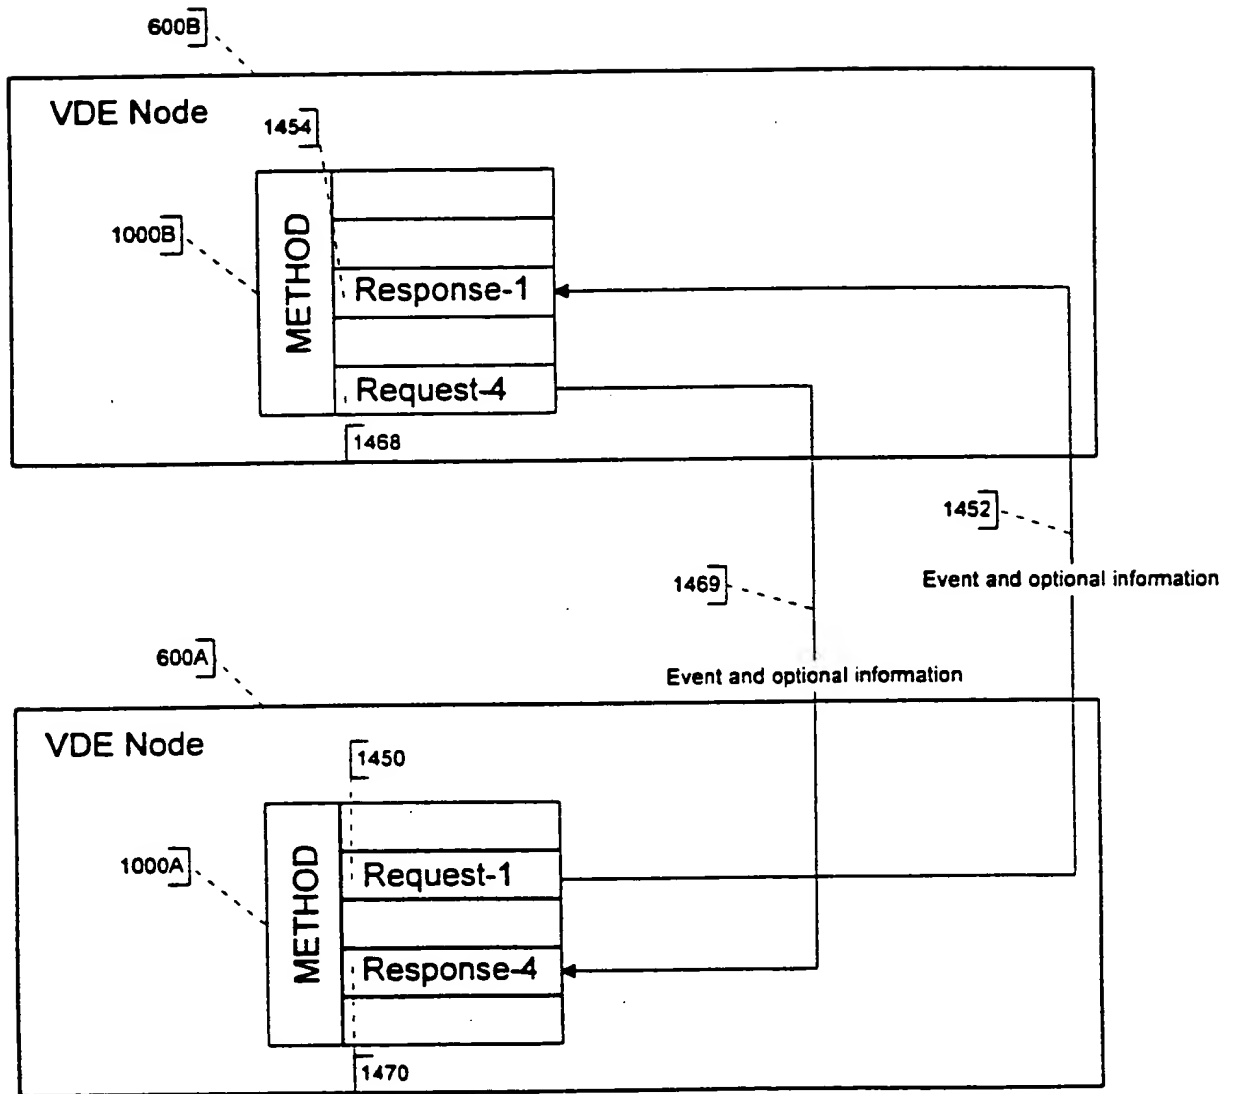 600B
VDE Node
1454
1000B
METHOD
Response-1
Request-4
1468
1452
Event and optional information
1469
600A
Event and optional information
VDE Node
1450
1000A
METHOD
Request-1
Response-4
1470